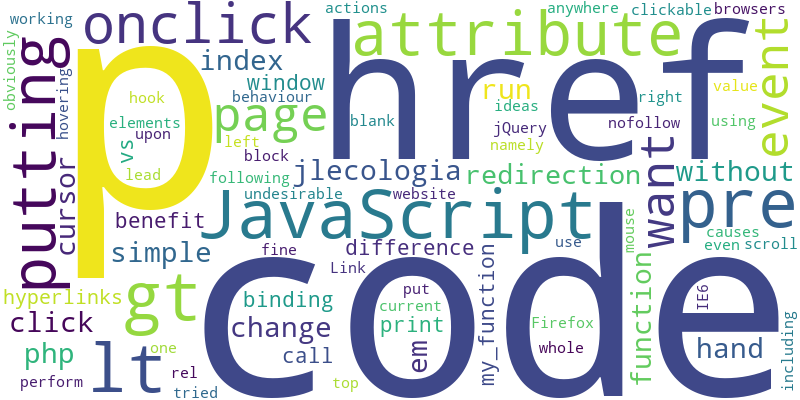 working
onclick
actions
anywhere
clickable
browsers
attribute
obviously
putting
hovering
index
window
behaviour
p
href
event
hook
elements
upon
vs
lead
page
left
block
run
ideas
jQuery
namely
blank
right
nofollow
value
using
cursor
following
jlecologia
redirection
want
without
undesirable
website
JavaScript
pre
benefit
simple
difference
fine
Link
use
mouse
causes
even
scroll
hyperlinks
gt
binding
put
current
print
my_function
code
function
IE6
including
click
change
Firefox
whole
hand
php
lt
call
em
one
perform
rel
tried
top